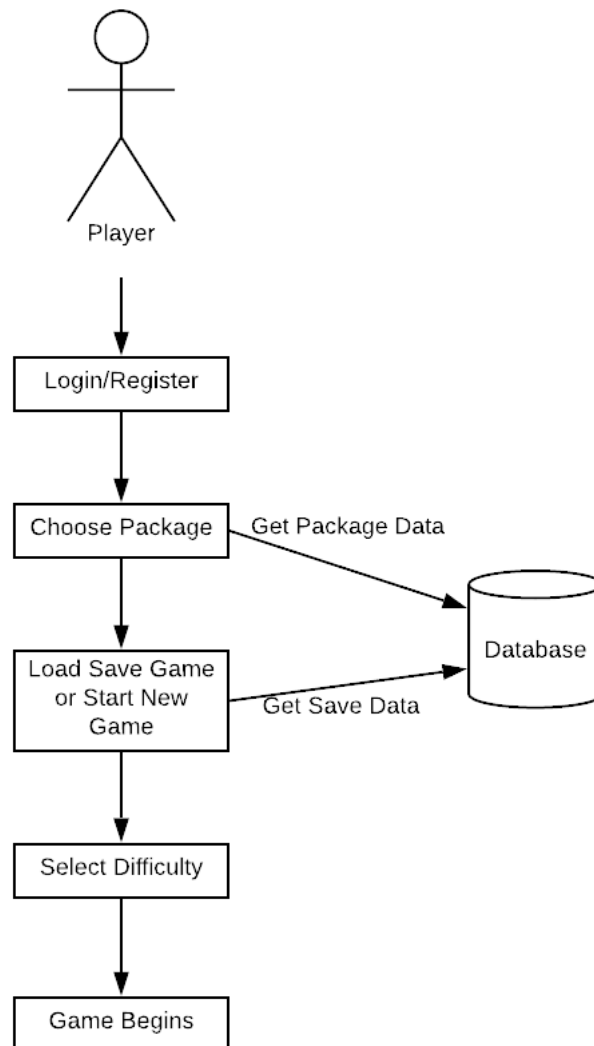 Player
Login/Register
Choose Package
Get Package Data
Database
Load Save Game
or Start New
Game
Get Save Data
Select Difficulty
Game Begins